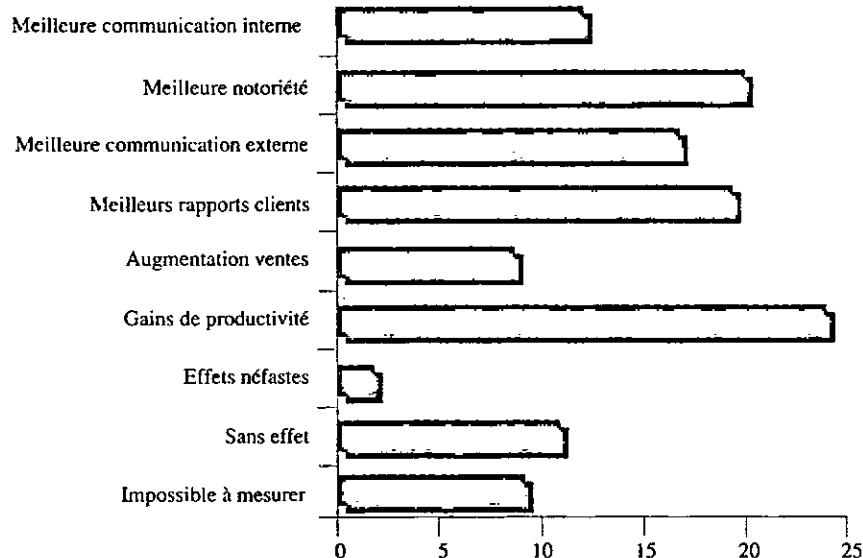 Meilleure communication interne
Meilleure notoriété
Meilleure communication externe
Meilleurs rapports clients
Augmentation ventes
Gains de productivité
Effets néfastes
Sans effet
Impossible à mesurer
0 5 10 15 20 25